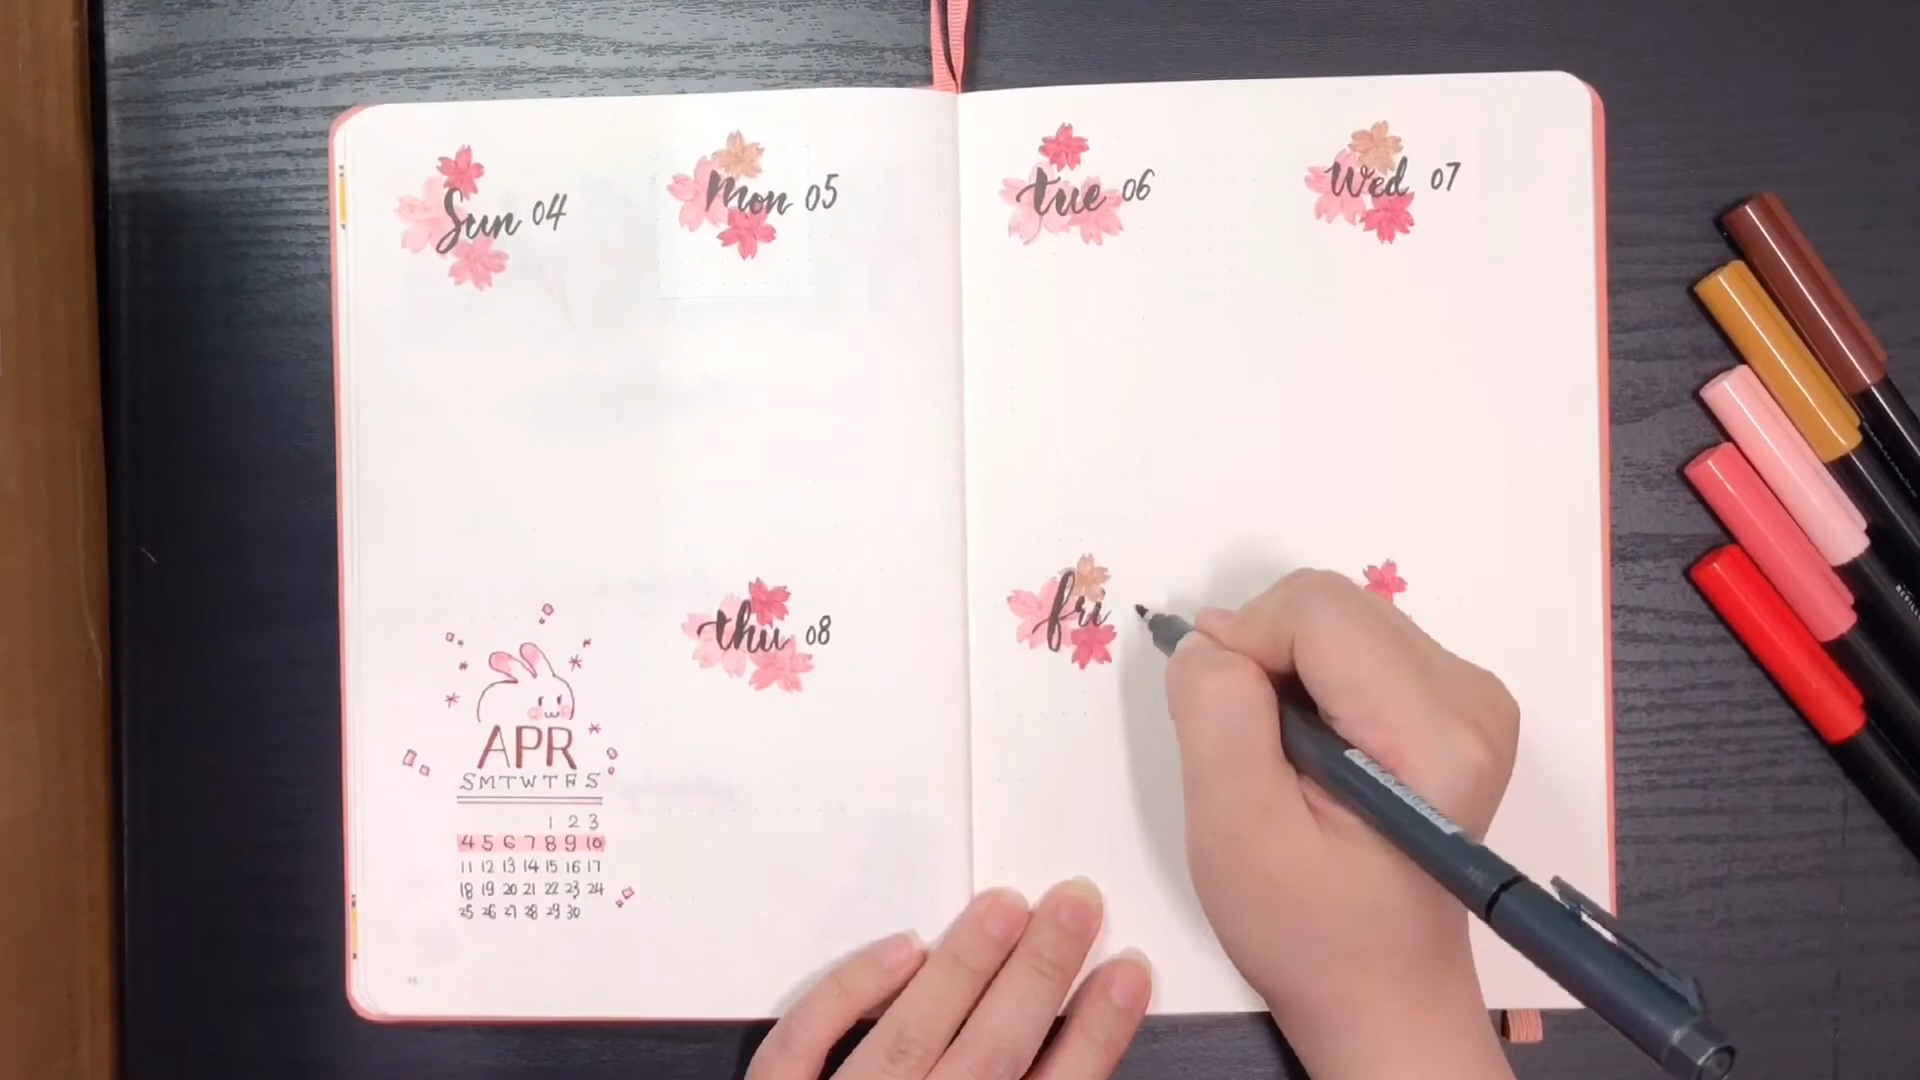 Sun 04
Mon 05
tue 06
Wed 07
thu 08
fri
APR
S M T W T F S
1 2 3
4 5 6 7 8 9 10
11 12 13 14 15 16 17
18 19 20 21 22 23 24
25 26 27 28 29 30